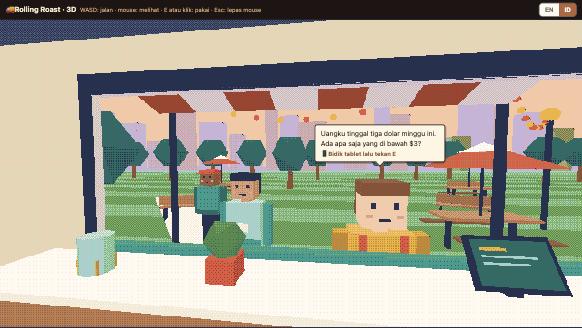 Rolling Roast · 3D
WASD: jalan · mouse: melihat · E atau klik: pakai · Esc: lepas mouse
EN
ID
Uangku tinggal tiga dolar minggu ini.
Ada apa saja yang di bawah $3?
Bidik tablet lalu tekan E